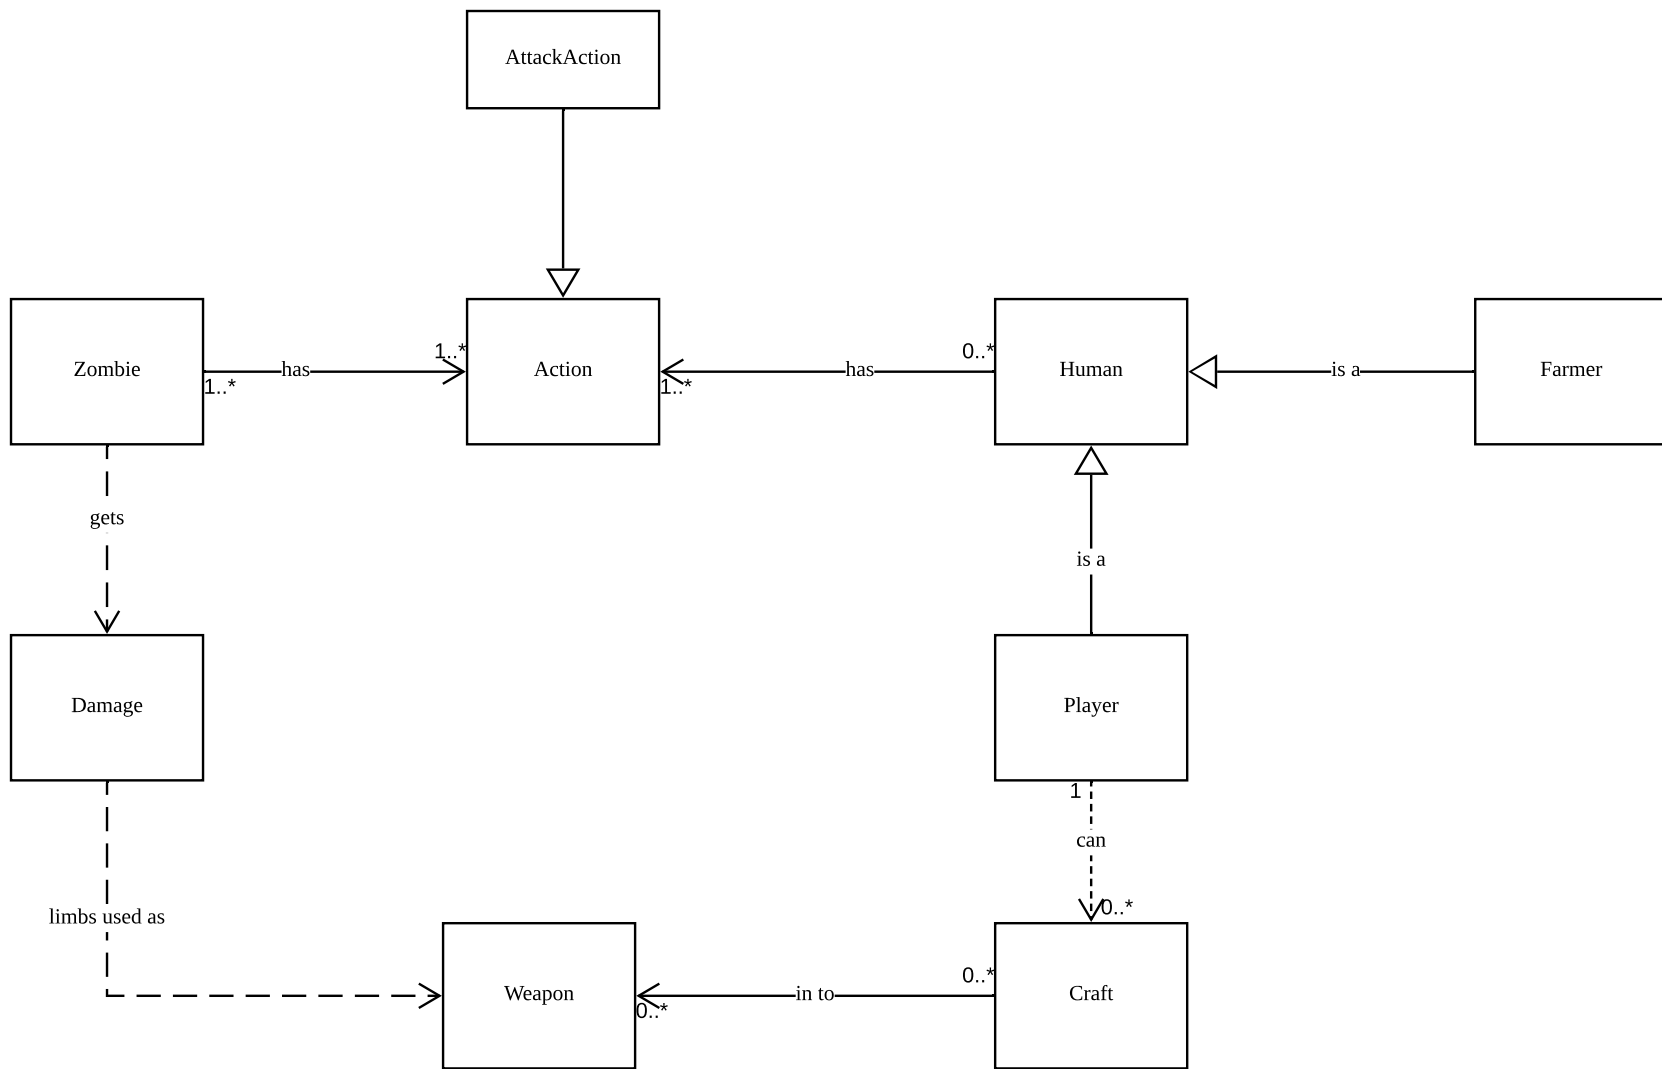 AttackAction
Zombie
has
1..*
1..*
Action
has
0..*
1..*
Human
is a
Farmer
gets
is a
Damage
Player
1
can
0..*
limbs used as
Weapon
in to
0..*
0..*
Craft